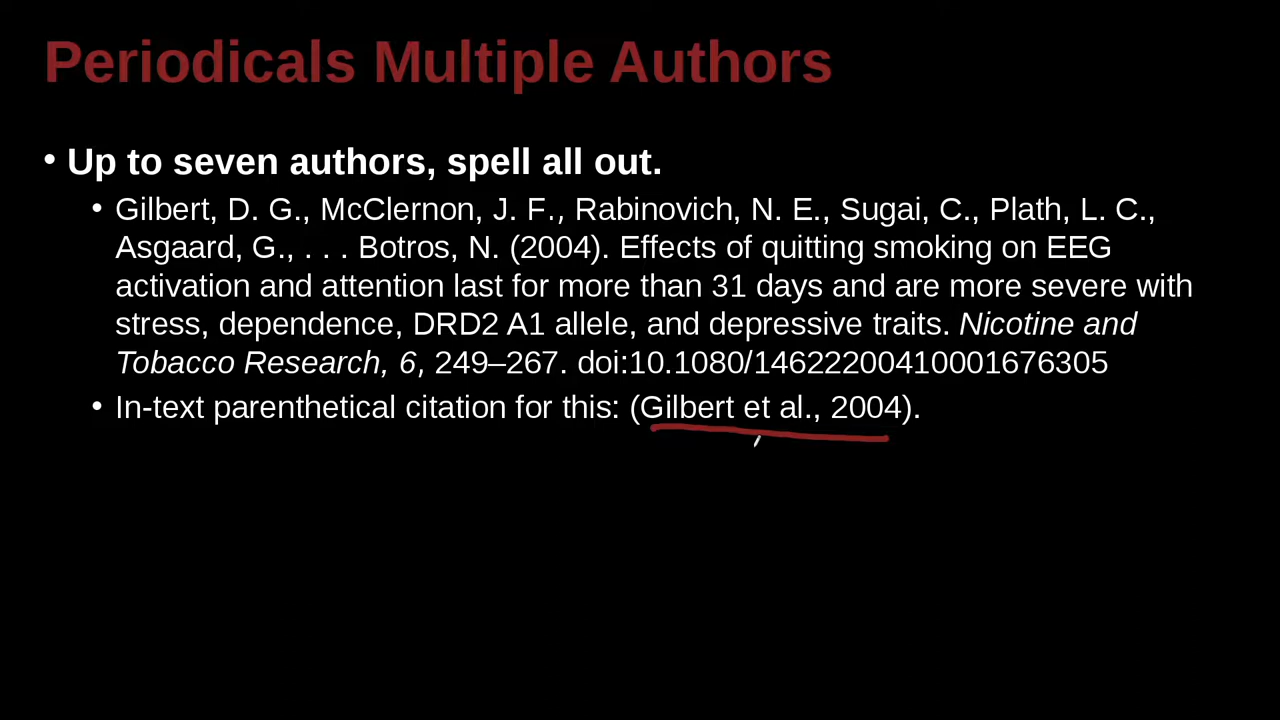 Periodicals Multiple Authors
• Up to seven authors, spell all out.
• Gilbert, D. G., McClernon, J. F., Rabinovich, N. E., Sugai, C., Plath, L. C.,
Asgaard, G., . . . Botros, N. (2004). Effects of quitting smoking on EEG
activation and attention last for more than 31 days and are more severe with
stress, dependence, DRD2 A1 allele, and depressive traits. Nicotine and
Tobacco Research, 6, 249–267. doi:10.1080/14622200410001676305
• In-text parenthetical citation for this: (Gilbert et al., 2004).